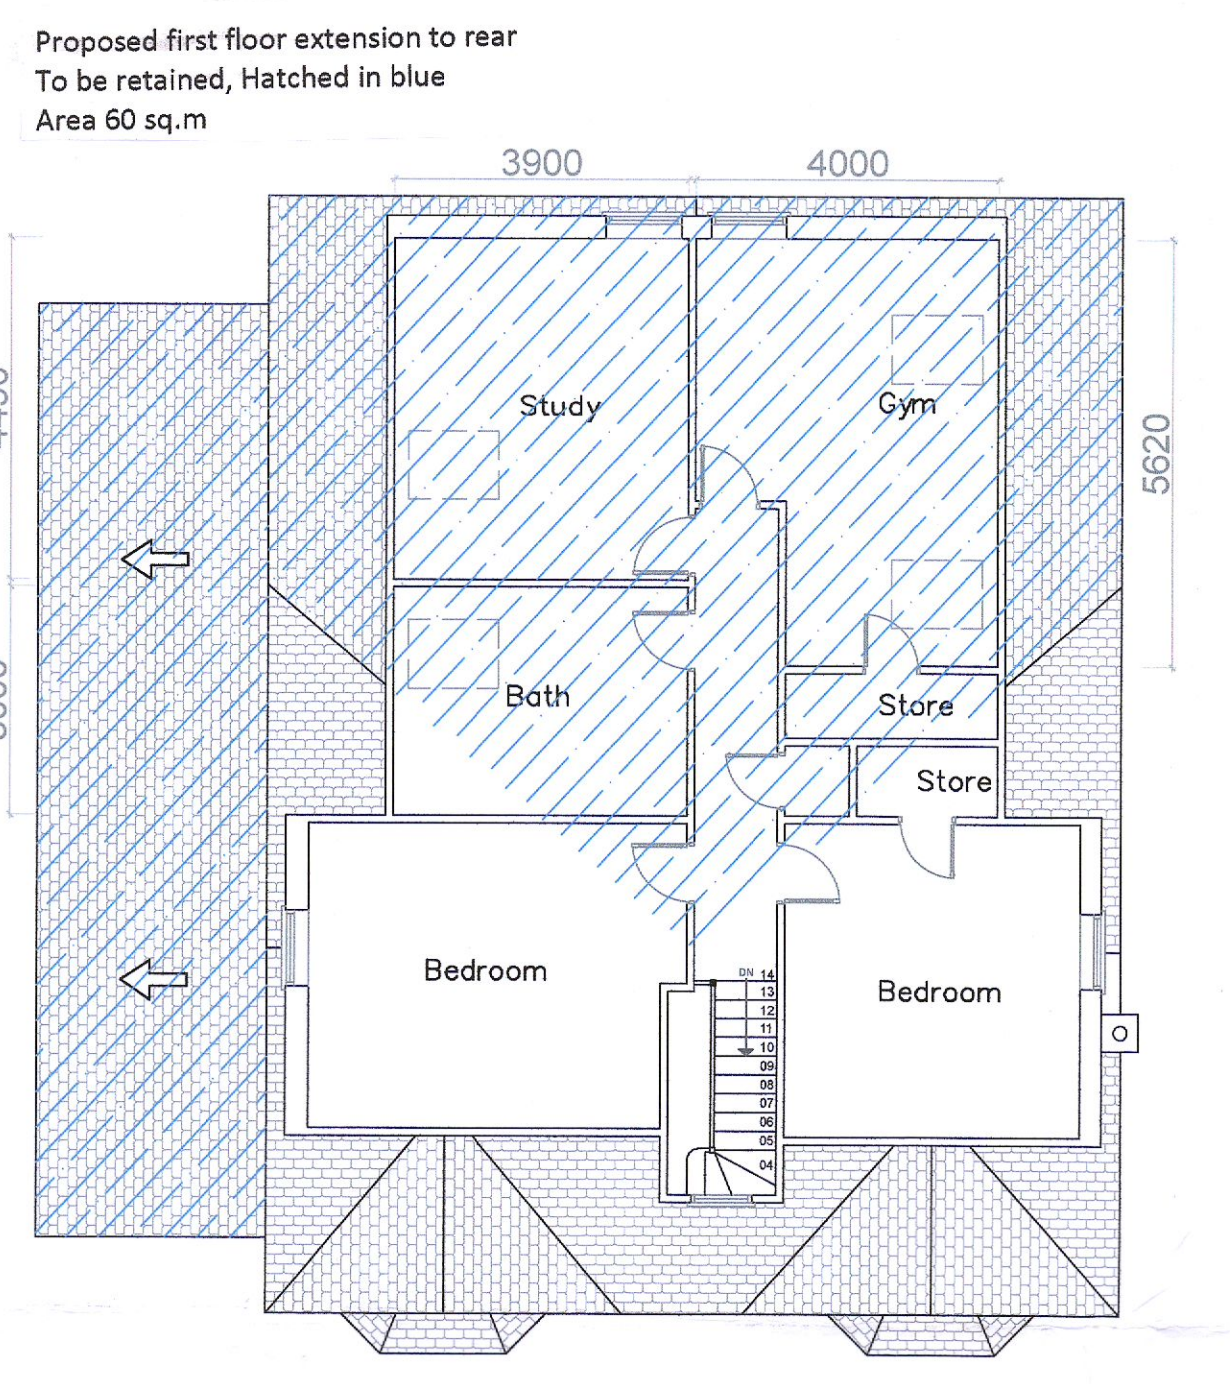 Proposed first floor extension to rear
To be retained, Hatched in blue
Area 60 sq.m
3900
4000
Study
Gym
5620
Bath
Store
Store
Bedroom
Bedroom
DN 14
13
12
11
10
09
08
07
06
05
04